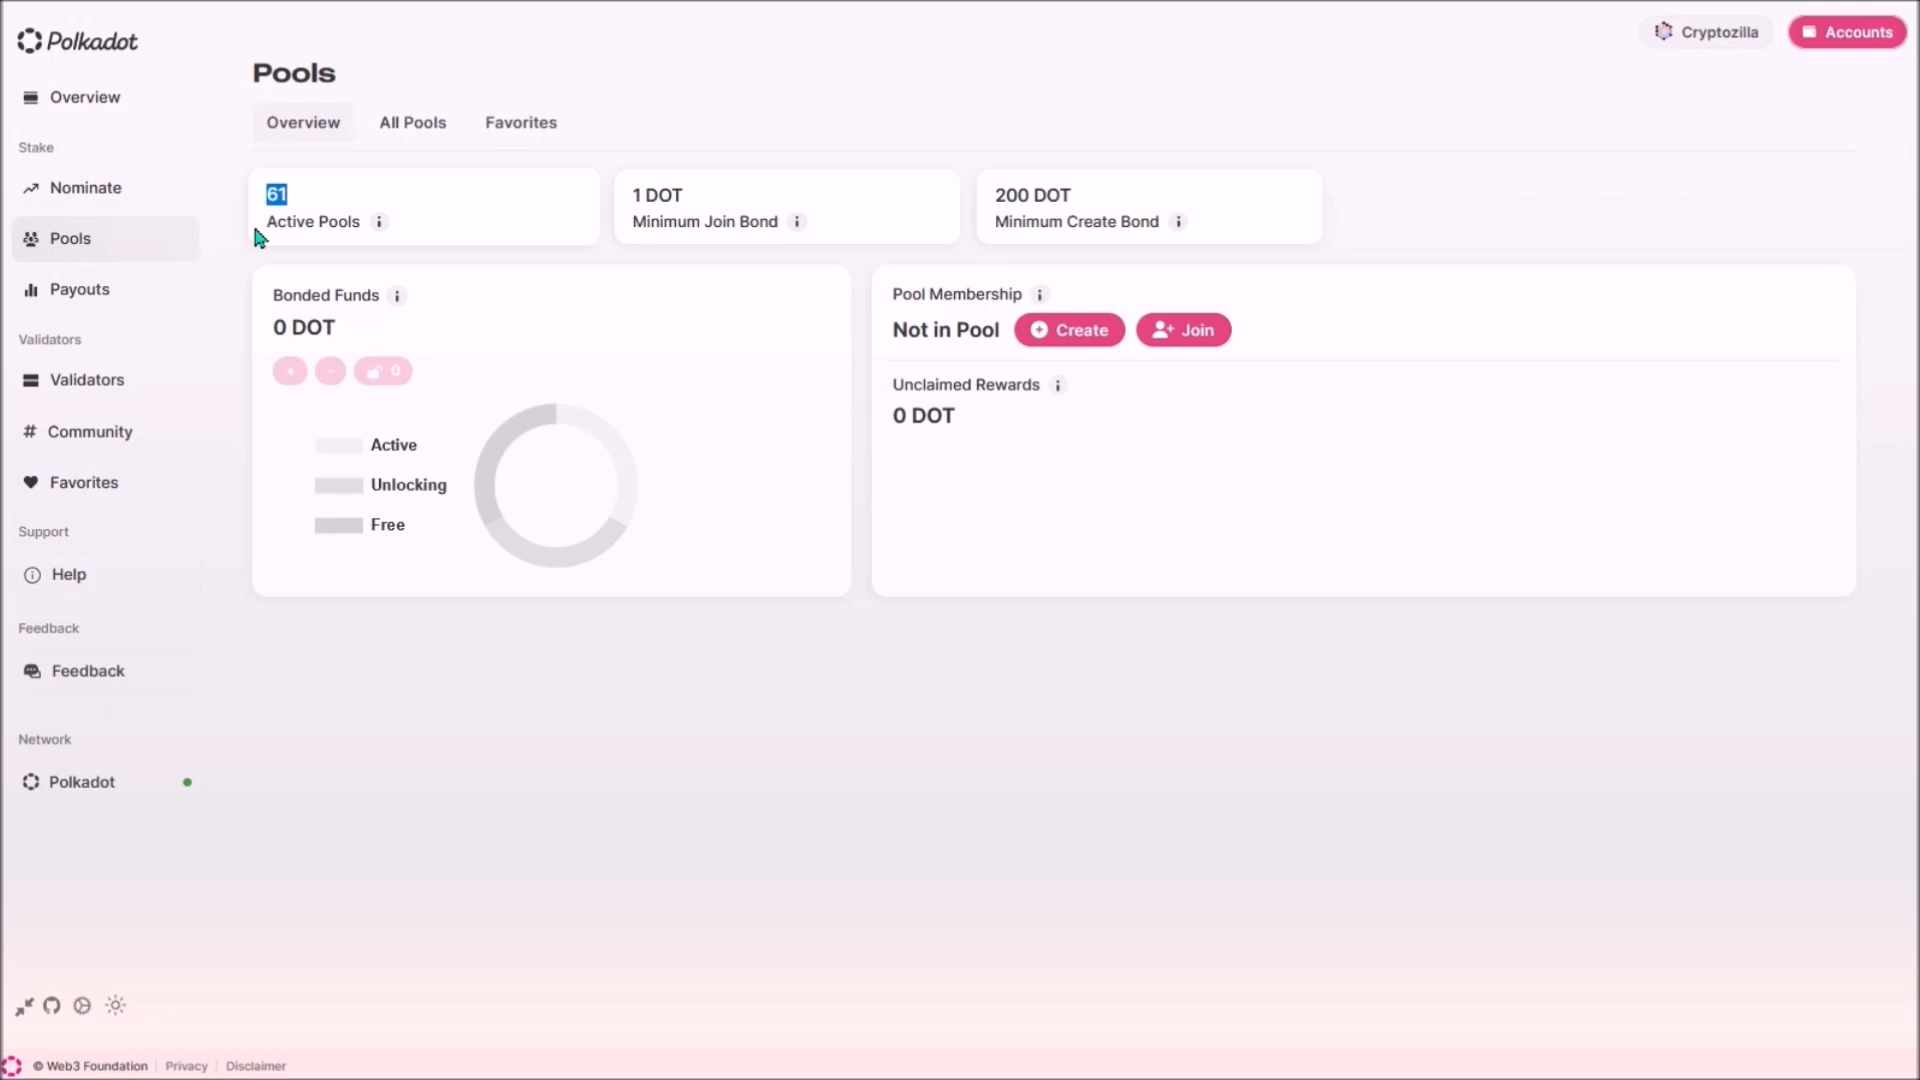 Polkadot
Cryptozilla
Accounts
Overview
Stake
Nominate
Pools
Payouts
Validators
Validators
Community
Favorites
Support
Help
Feedback
Feedback
Network
Polkadot
Pools
Overview
All Pools
Favorites
61
Active Pools
1 DOT
Minimum Join Bond
200 DOT
Minimum Create Bond
Bonded Funds
0 DOT
+ - 0
Active
Unlocking
Free
Pool Membership
Not in Pool
Create
Join
Unclaimed Rewards
0 DOT
© Web3 Foundation
Privacy
Disclaimer